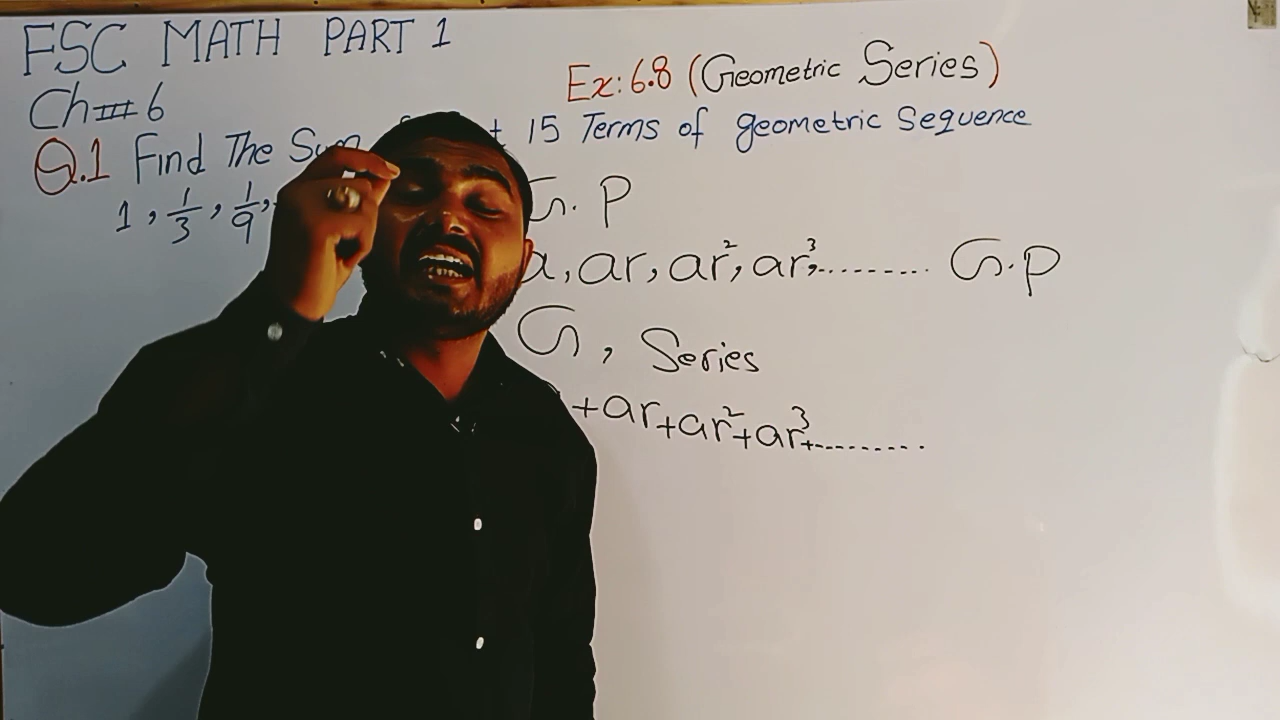 FSC MATH PART 1
Ex: 6.8 (Geometric Series)
Ch # 6
Q.1 Find The Sum 15 Terms of geometric Sequence
1, 1/3, 1/9,
G.P
a, ar, ar², ar³, ......... G.P
G, Series
+ar+ar²+ar³+.........